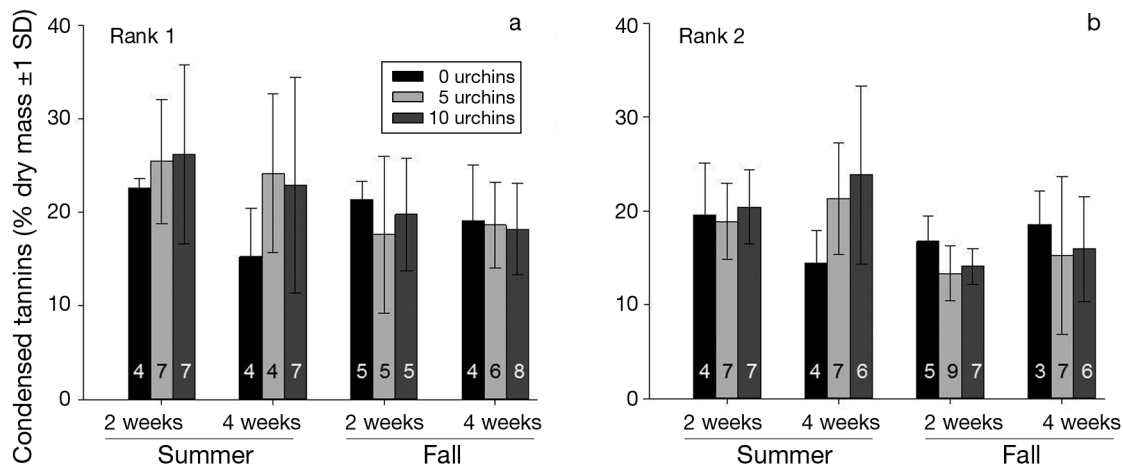 Condensed tannins (% dry mass ±1 SD)
40
30
20
10
0
Rank 1
a
0 urchins
5 urchins
10 urchins
4 7 7
4 4 7
5 5 5
4 6 8
2 weeks 4 weeks 2 weeks 4 weeks
Summer Fall
40
30
20
10
0
Rank 2
b
4 7 7
4 7 6
5 9 7
3 7 6
2 weeks 4 weeks 2 weeks 4 weeks
Summer Fall